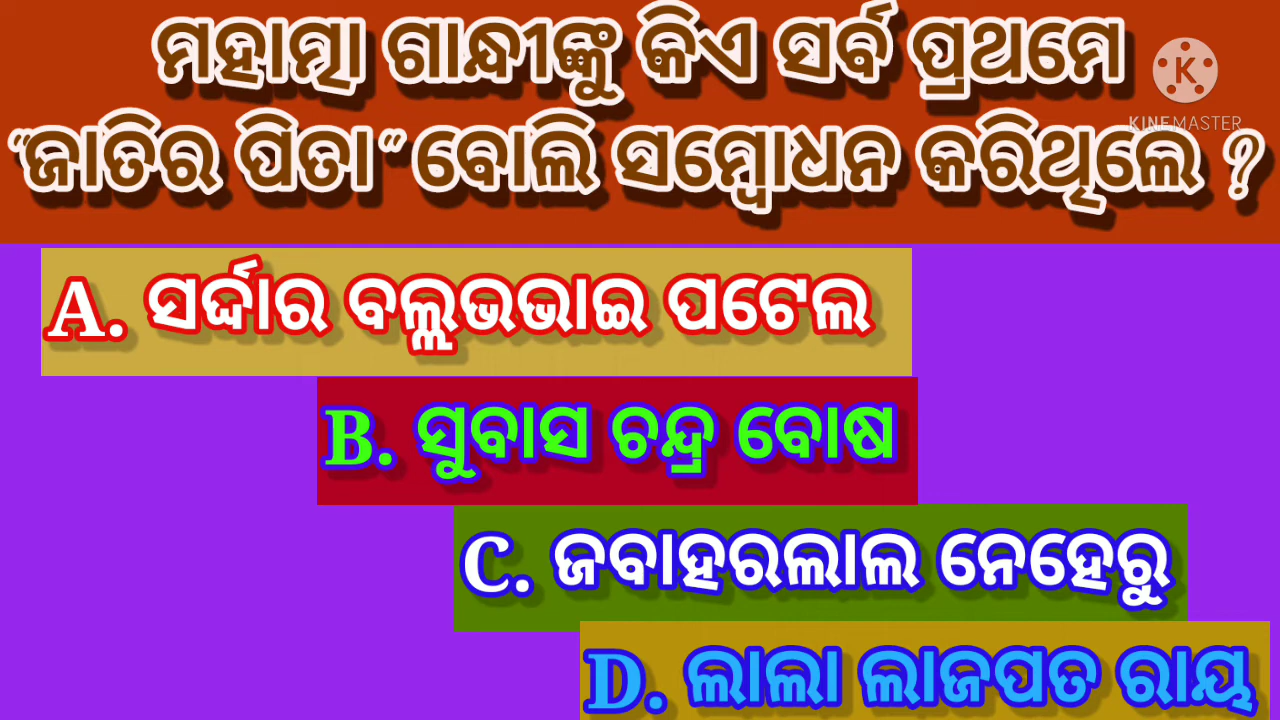 ମହାତ୍ମା ଗାନ୍ଧୀଙ୍କୁ କିଏ ସର୍ବ ପ୍ରଥମେ
“ଜାତିର ପିତା“ ବୋଲି ସମ୍ବୋଧନ କରିଥିଲେ ?
K
KINEMASTER
A. ସର୍ଦ୍ଦାର ବଲ୍ଲଭଭାଇ ପଟେଲ
B. ସୁବାସ ଚନ୍ଦ୍ର ବୋଷ
C. ଜବାହରଲାଲ ନେହେରୁ
D. ଲାଲା ଲାଜପତ ରାୟ